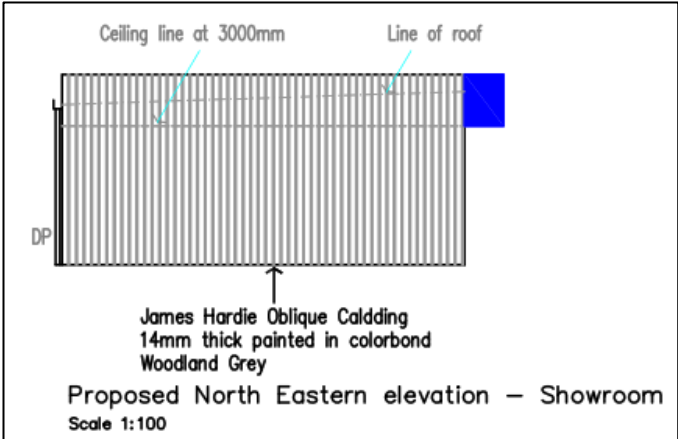 Ceiling line at 3000mm
Line of roof
DP
James Hardie Oblique Caldding
14mm thick painted in colorbond
Woodland Grey
Proposed North Eastern elevation – Showroom
Scale 1:100